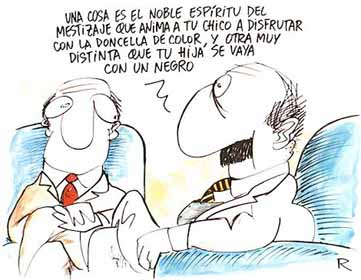 UNA COSA ES EL NOBLE ESPÍRITU DEL
MESTIZAJE QUE ANIMA A TU CHICO A DISFRUTAR
CON LA DONCELLA DE COLOR, Y OTRA MUY
DISTINTA QUE TU HIJA SE VAYA
CON UN NEGRO
R